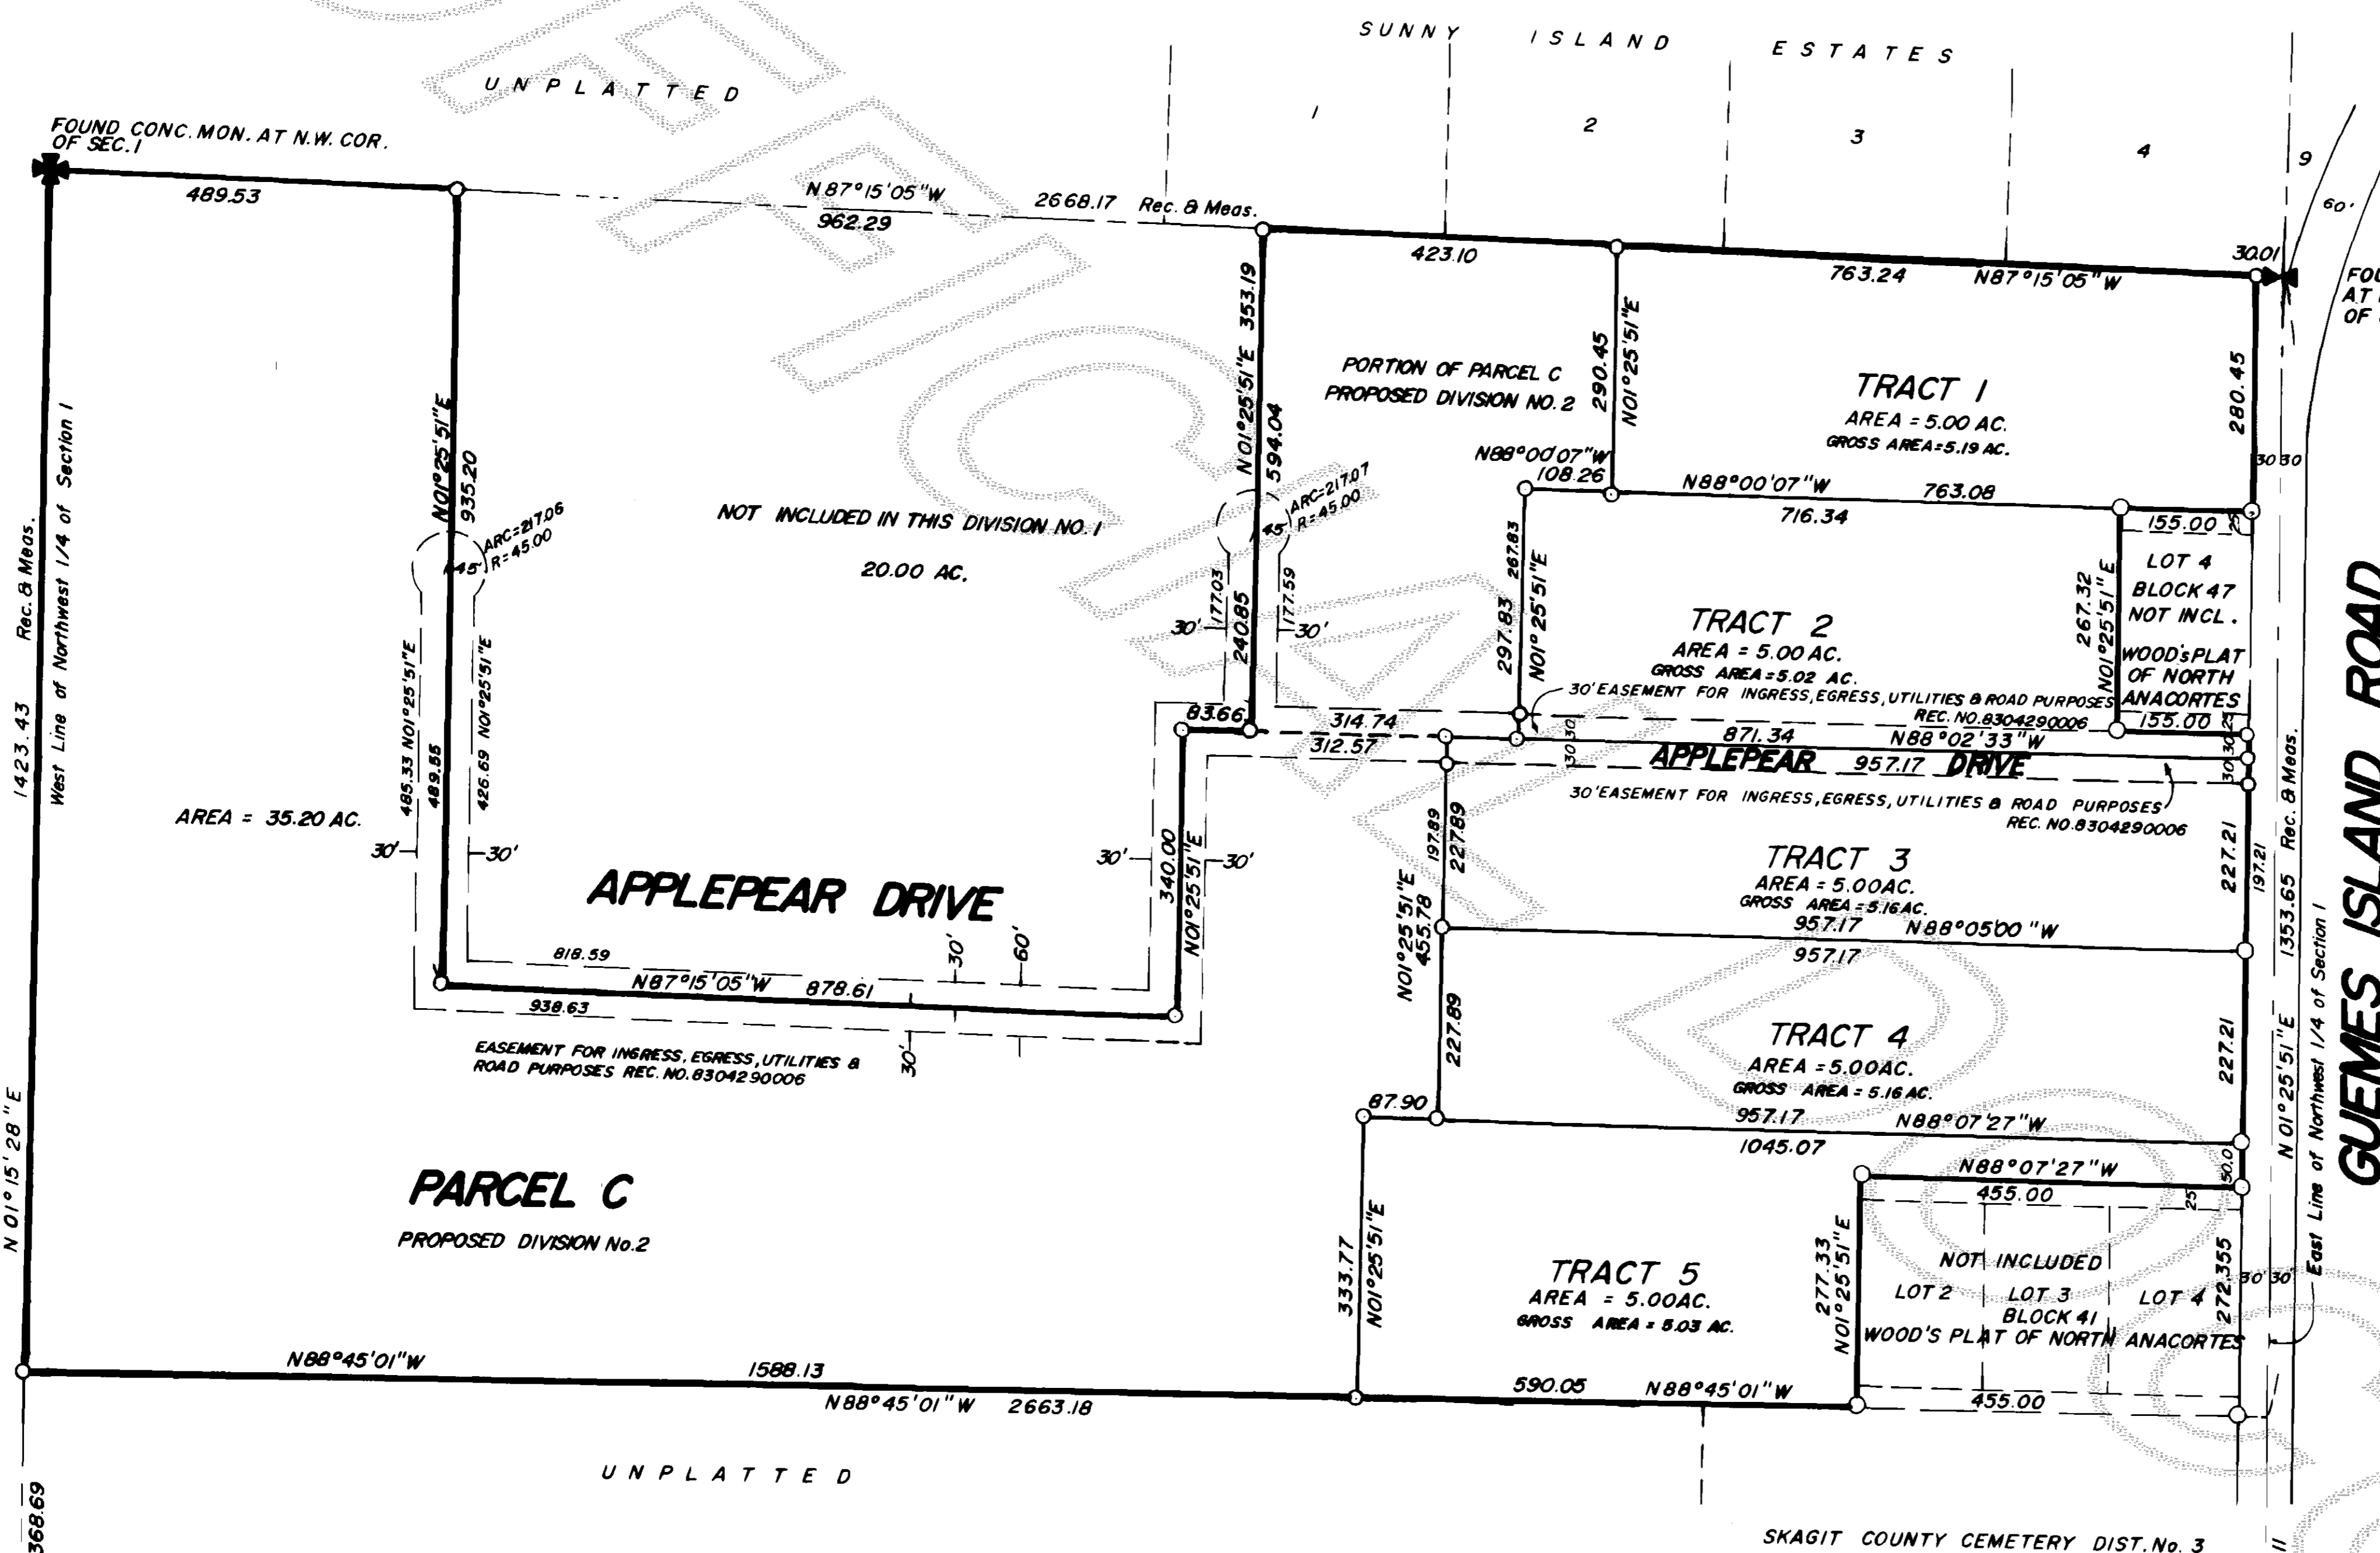 SUNNY ISLAND ESTATES
UNPLATTED
1
2
3
4
9
60'
FOUND CONC. MON. AT N.W. COR.
OF SEC. 1
489.53
N 87°15'05"W
962.29
2668.17 Rec. & Meas.
423.10
763.24 N87°15'05"W
30.01
FOU
AT
OF
N01°25'51"E 353.19
594.04
PORTION OF PARCEL C
PROPOSED DIVISION NO. 2
290.45
N01°25'51"E
TRACT 1
AREA = 5.00 AC.
GROSS AREA=5.19 AC.
280.45
30 30
N88°00'07"W
108.26
N88°00'07"W 763.08
716.34
155.00
25
West Line of Northwest 1/4 of Section 1
1423.43 Rec. & Meas.
N 01°15'28"E
N01°25'51"E
935.20
ARC=217.06
R=45.00
45'
NOT INCLUDED IN THIS DIVISION NO. 1
20.00 AC.
ARC=217.07
R=45.00
45'
177.03
240.85
177.59
30'
30'
297.83
267.83
N01°25'51"E
TRACT 2
AREA = 5.00 AC.
GROSS AREA=5.02 AC.
30' EASEMENT FOR INGRESS, EGRESS, UTILITIES & ROAD PURPOSES
REC. NO. 8304290006
267.32
N01°25'51"E
LOT 4
BLOCK 47
NOT INCL.
WOOD'S PLAT
OF NORTH
ANACORTES
155.00
25
83.66
314.74
312.57
30 30
871.34 N88°02'33"W
30 30
APPLEPEAR 957.17 DRIVE
30' EASEMENT FOR INGRESS, EGRESS, UTILITIES & ROAD PURPOSES
REC. NO. 8304290006
485.33 N01°25'51"E
489.55
426.69 N01°25'51"E
AREA = 35.20 AC.
30'
30'
APPLEPEAR DRIVE
30'
30'
340.00
N01°25'51"E
197.89
227.89
TRACT 3
AREA = 5.00 AC.
GROSS AREA = 5.16 AC.
957.17 N88°05'00"W
957.17
227.21
197.21
N 01°25'51"E 1353.65 Rec. & Meas.
East Line of Northwest 1/4 of Section 1
GUEMES ISLAND ROAD
N01°25'51"E
455.78
818.59
30'
60'
N87°15'05"W 878.61
938.63
30'
EASEMENT FOR INGRESS, EGRESS, UTILITIES &
ROAD PURPOSES REC. NO. 8304290006
227.89
TRACT 4
AREA = 5.00 AC.
GROSS AREA = 5.16 AC.
227.21
87.90
957.17 N88°07'27"W
1045.07
50.0
N88°07'27"W
455.00
25
PARCEL C
PROPOSED DIVISION No. 2
333.77
N01°25'51"E
TRACT 5
AREA = 5.00 AC.
GROSS AREA = 5.03 AC.
277.33
N01°25'51"E
NOT INCLUDED
LOT 2 LOT 3 LOT 4
BLOCK 41
WOOD'S PLAT OF NORTH ANACORTES
272.355
30' 30'
N88°45'01"W
1588.13
N88°45'01"W 2663.18
590.05 N88°45'01"W
455.00
UNPLATTED
368.69
SKAGIT COUNTY CEMETERY DIST. No. 3
11